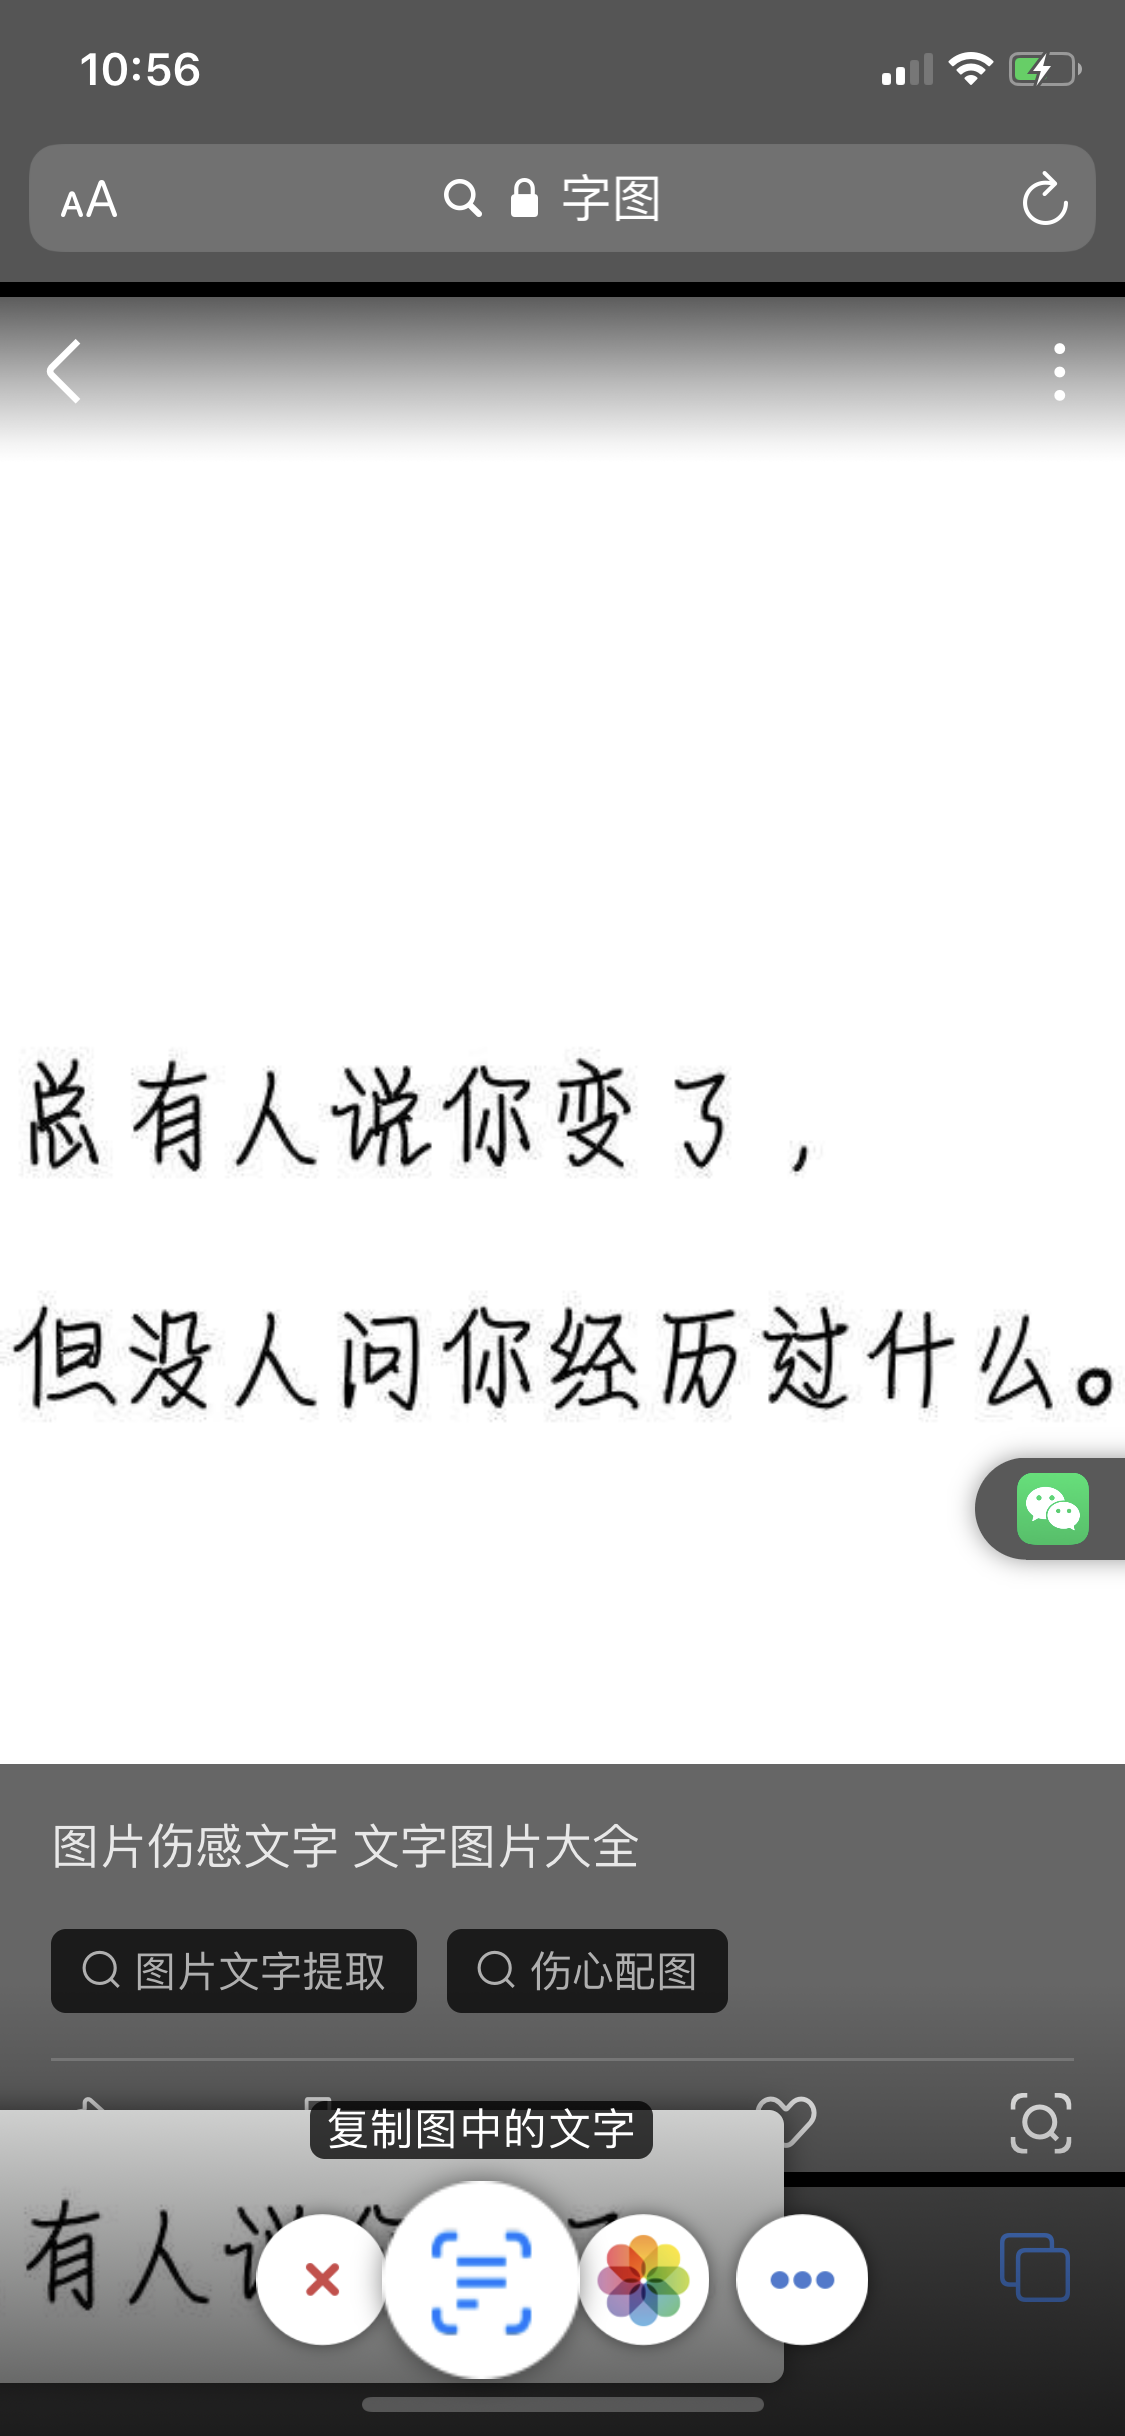 10:56
AA 字图
总有人说你变了，
但没人问你经历过什么。
图片伤感文字 文字图片大全
图片文字提取 伤心配图
复制图中的文字
有人说你 了